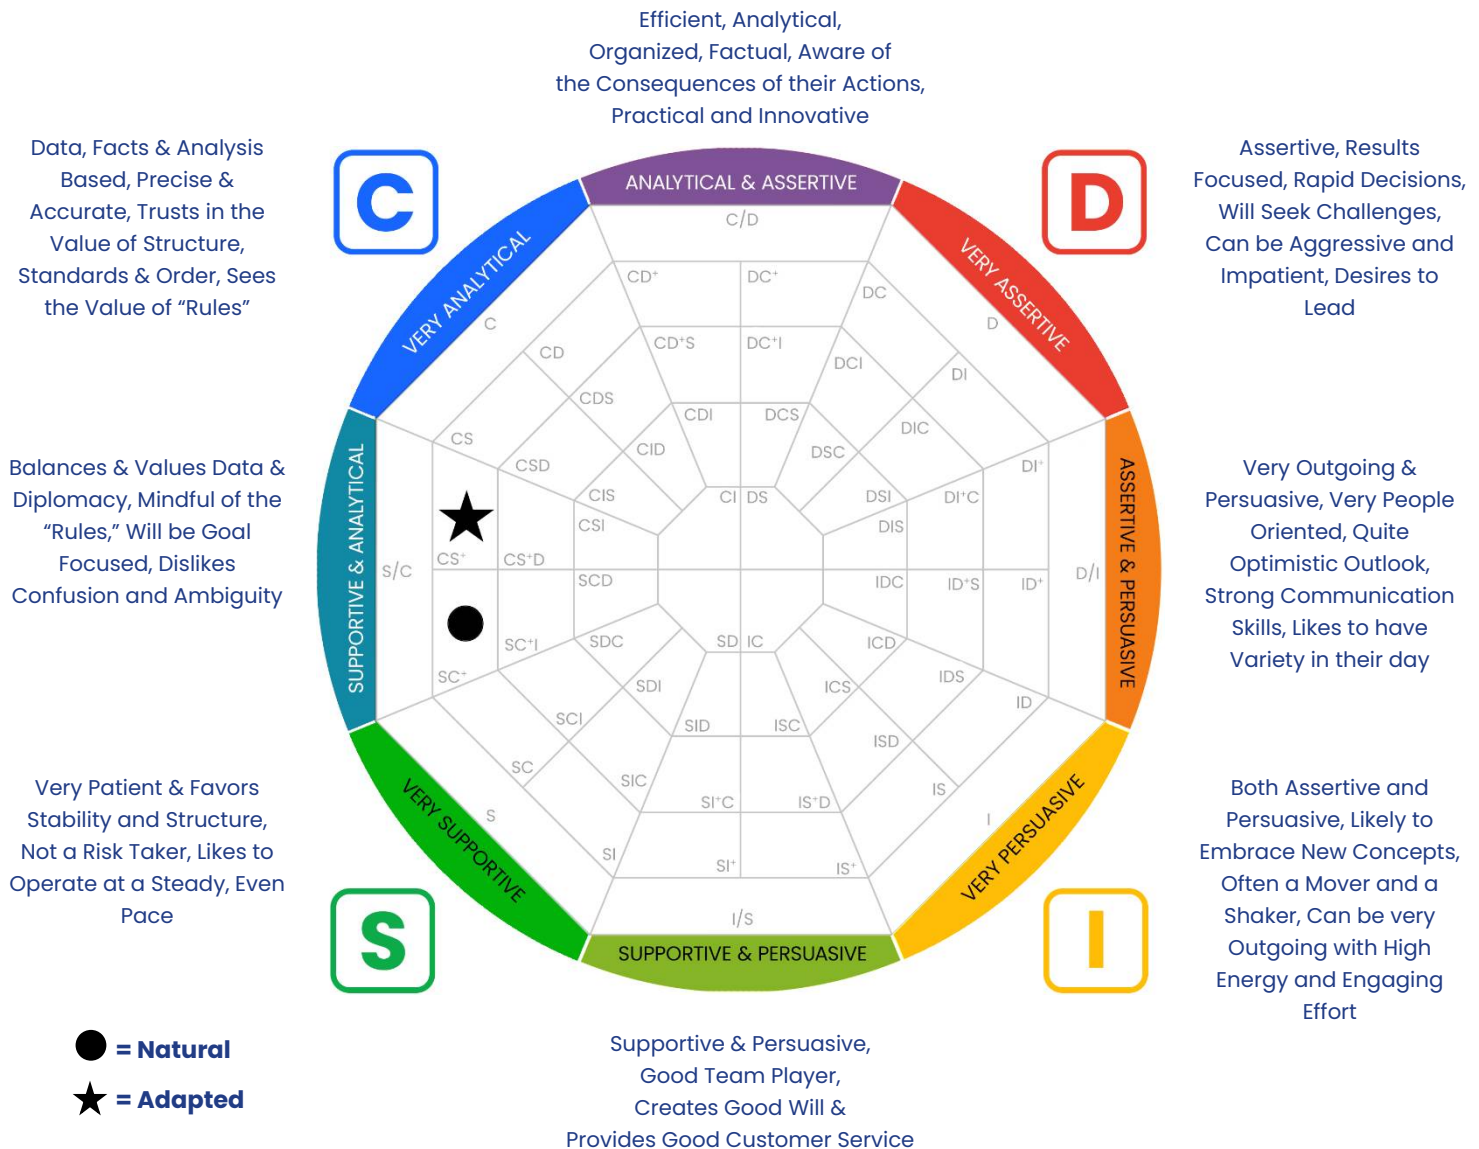 Efficient, Analytical,
Organized, Factual, Aware of
the Consequences of their Actions,
Practical and Innovative
Data, Facts & Analysis
Based, Precise &
Accurate, Trusts in the
Value of Structure,
Standards & Order, Sees
the Value of “Rules”
C
D
Assertive, Results
Focused, Rapid Decisions,
Will Seek Challenges,
Can be Aggressive and
Impatient, Desires to
Lead
ANALYTICAL & ASSERTIVE
VERY ANALYTICAL
VERY ASSERTIVE
C/D
CD⁺
DC⁺
DC
C
D
CD
CD⁺S
DC⁺I
DCI
DI
CDS
CDI
DCS
DIC
CS
CID
DSC
CSD
DI⁺
CIS
CI
DS
DSI
DI⁺C
CSI
DIS
Balances & Values Data &
Diplomacy, Mindful of the
“Rules,” Will be Goal
Focused, Dislikes
Confusion and Ambiguity
SUPPORTIVE & ANALYTICAL
S/C
CS⁺
CS⁺D
D/I
ASSERTIVE & PERSUASIVE
Very Outgoing &
Persuasive, Very People
Oriented, Quite
Optimistic Outlook,
Strong Communication
Skills, Likes to have
Variety in their day
SCD
IDC
ID⁺S
ID⁺
SC⁺I
SDC
SD
IC
ICD
SC⁺
SDI
ICS
IDS
ID
SCI
SID
ISC
ISD
SC
SIC
IS
SI⁺C
IS⁺D
S
I
SI
SI⁺
IS⁺
I/S
VERY SUPPORTIVE
VERY PERSUASIVE
SUPPORTIVE & PERSUASIVE
Very Patient & Favors
Stability and Structure,
Not a Risk Taker, Likes to
Operate at a Steady, Even
Pace
S
I
Both Assertive and
Persuasive, Likely to
Embrace New Concepts,
Often a Mover and a
Shaker, Can be very
Outgoing with High
Energy and Engaging
Effort
= Natural
= Adapted
Supportive & Persuasive,
Good Team Player,
Creates Good Will &
Provides Good Customer Service